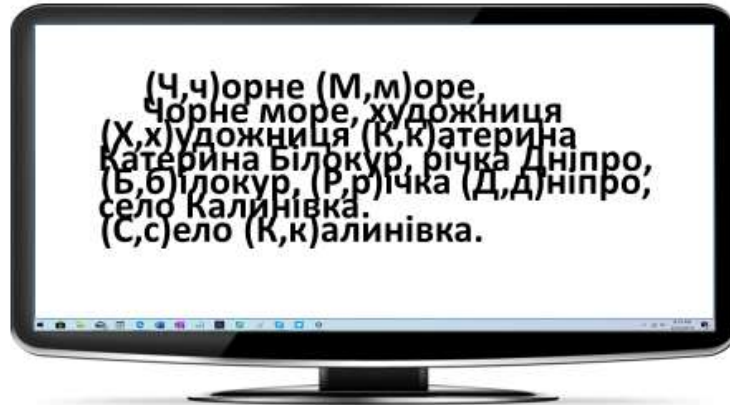 (Ч,ч)орне (М,м)оре,
Чорне море, художниця
(Х,х)удожниця (К,к)атерина
Катерина Білокур, річка Дніпро,
(Б,б)ілокур, (Р,р)ічка (Д,д)ніпро,
село Калинівка.
(С,с)ело (К,к)алинівка.